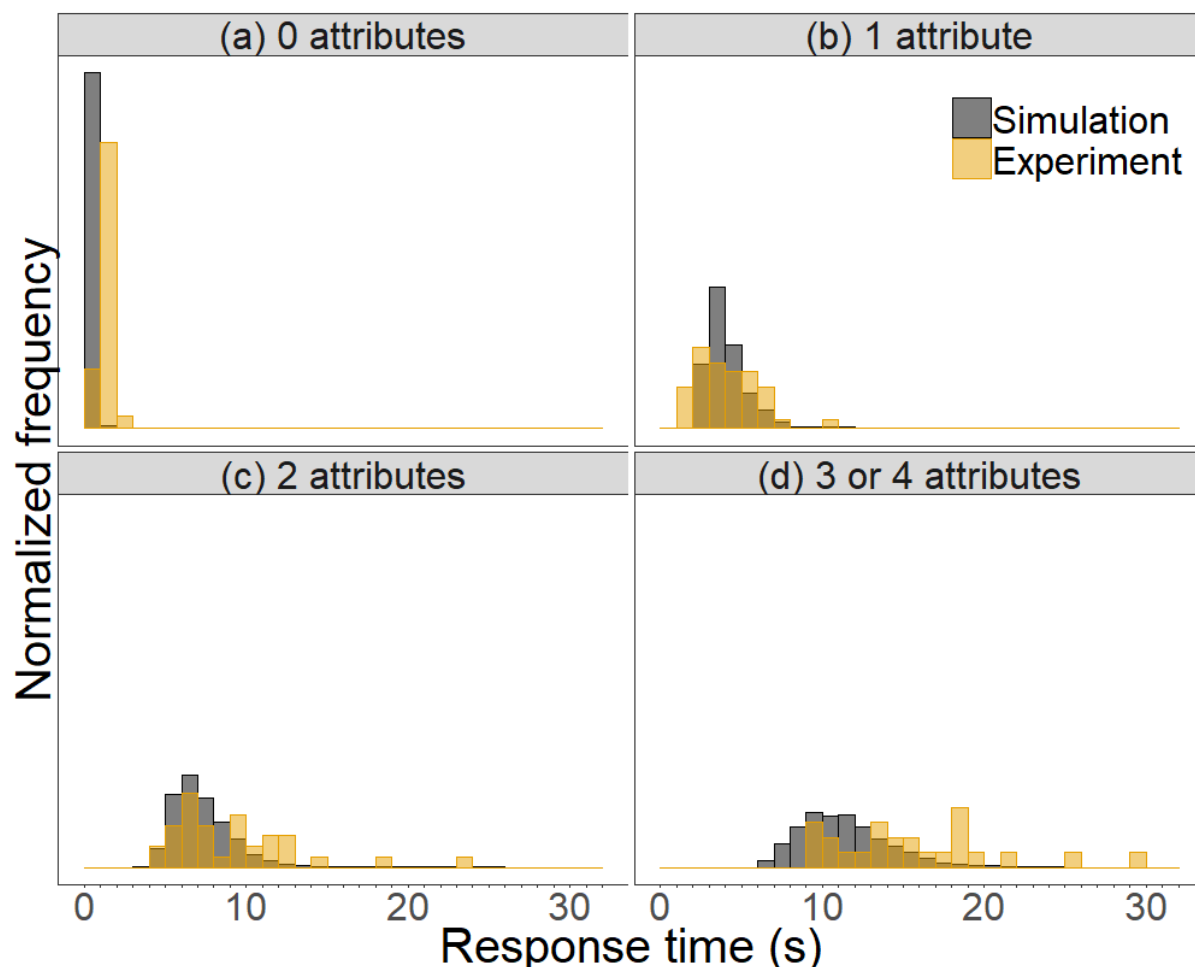 (a) 0 attributes
(b) 1 attribute
Simulation
Experiment
(c) 2 attributes
(d) 3 or 4 attributes
Normalized frequency
0 10 20 30
0 10 20 30
Response time (s)